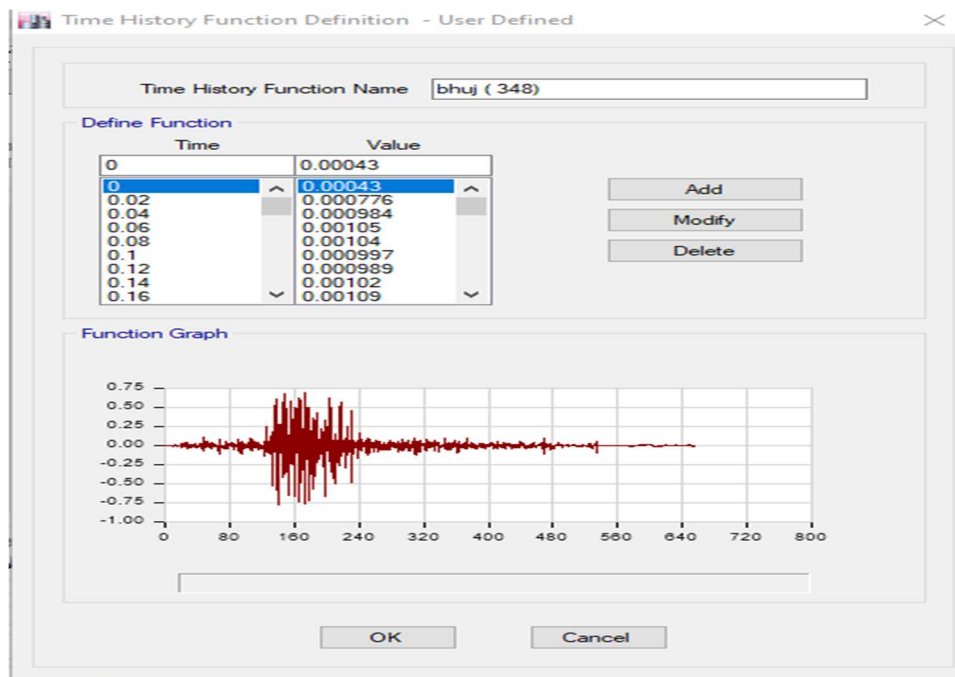 Time History Function Definition - User Defined
Time History Function Name bhuj ( 348)
Define Function
Time Value
0 0.00043
0 0.00043
0.02 0.000776
0.04 0.000984
0.06 0.00105
0.08 0.00104
0.1 0.000997
0.12 0.000989
0.14 0.00102
0.16 0.00109
Add
Modify
Delete
Function Graph
0.75
0.50
0.25
0.00
-0.25
-0.50
-0.75
-1.00
0 80 160 240 320 400 480 560 640 720 800
OK Cancel